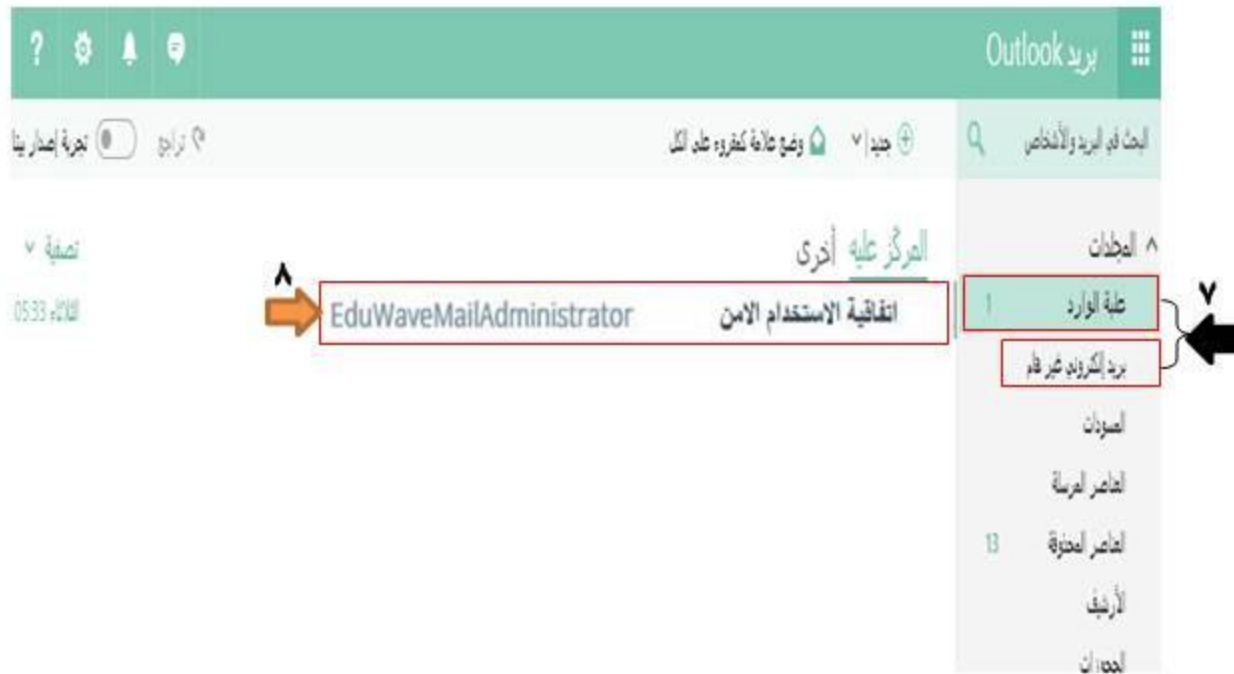 بريد Outlook
البحث في البريد والأشخاص
جديد | وضع علامة كمقروء على الكل
تراجع تجربة إصدار بيتا
المجلدات
علبة الوارد 1
٧
بريد إلكتروني غير هام
المسودات
العناصر المرسلة
العناصر المحذوفة 13
الأرشيف
المركّز عليه أخرى
تصفية
٨
اتفاقية الاستخدام الامن EduWaveMailAdministrator
الثلاثاء 05:33